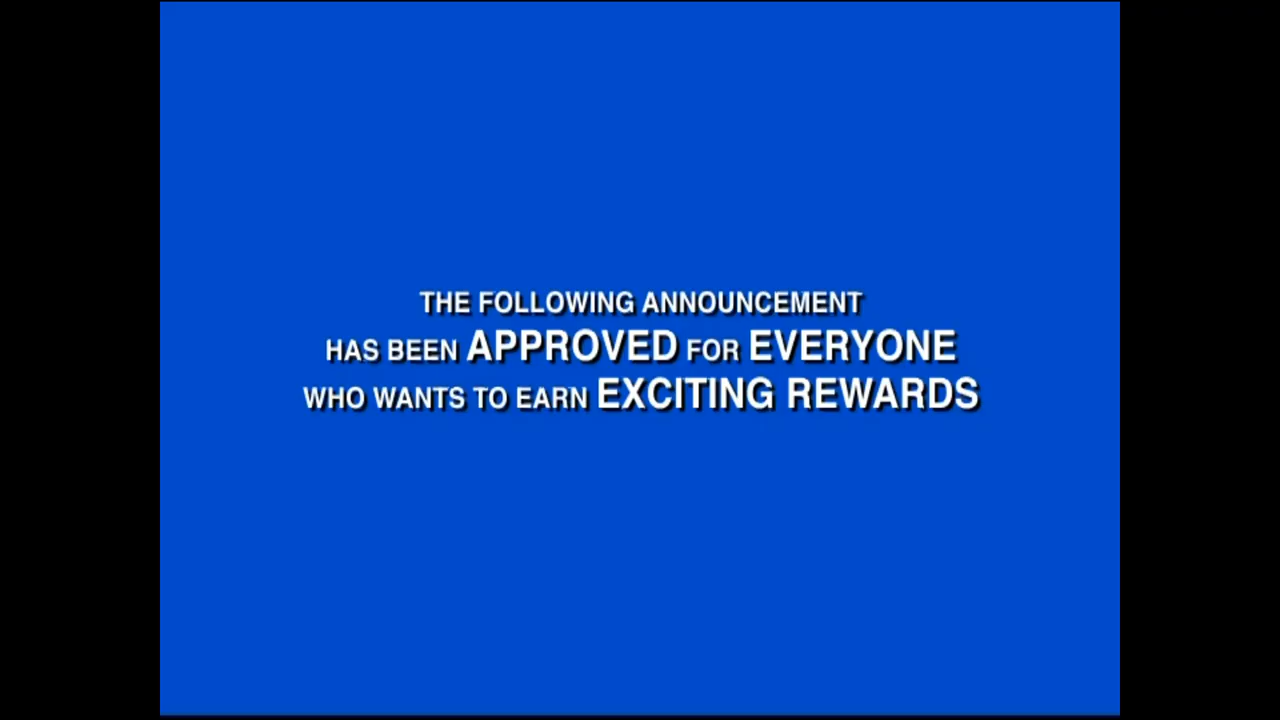 THE FOLLOWING ANNOUNCEMENT
HAS BEEN APPROVED FOR EVERYONE
WHO WANTS TO EARN EXCITING REWARDS